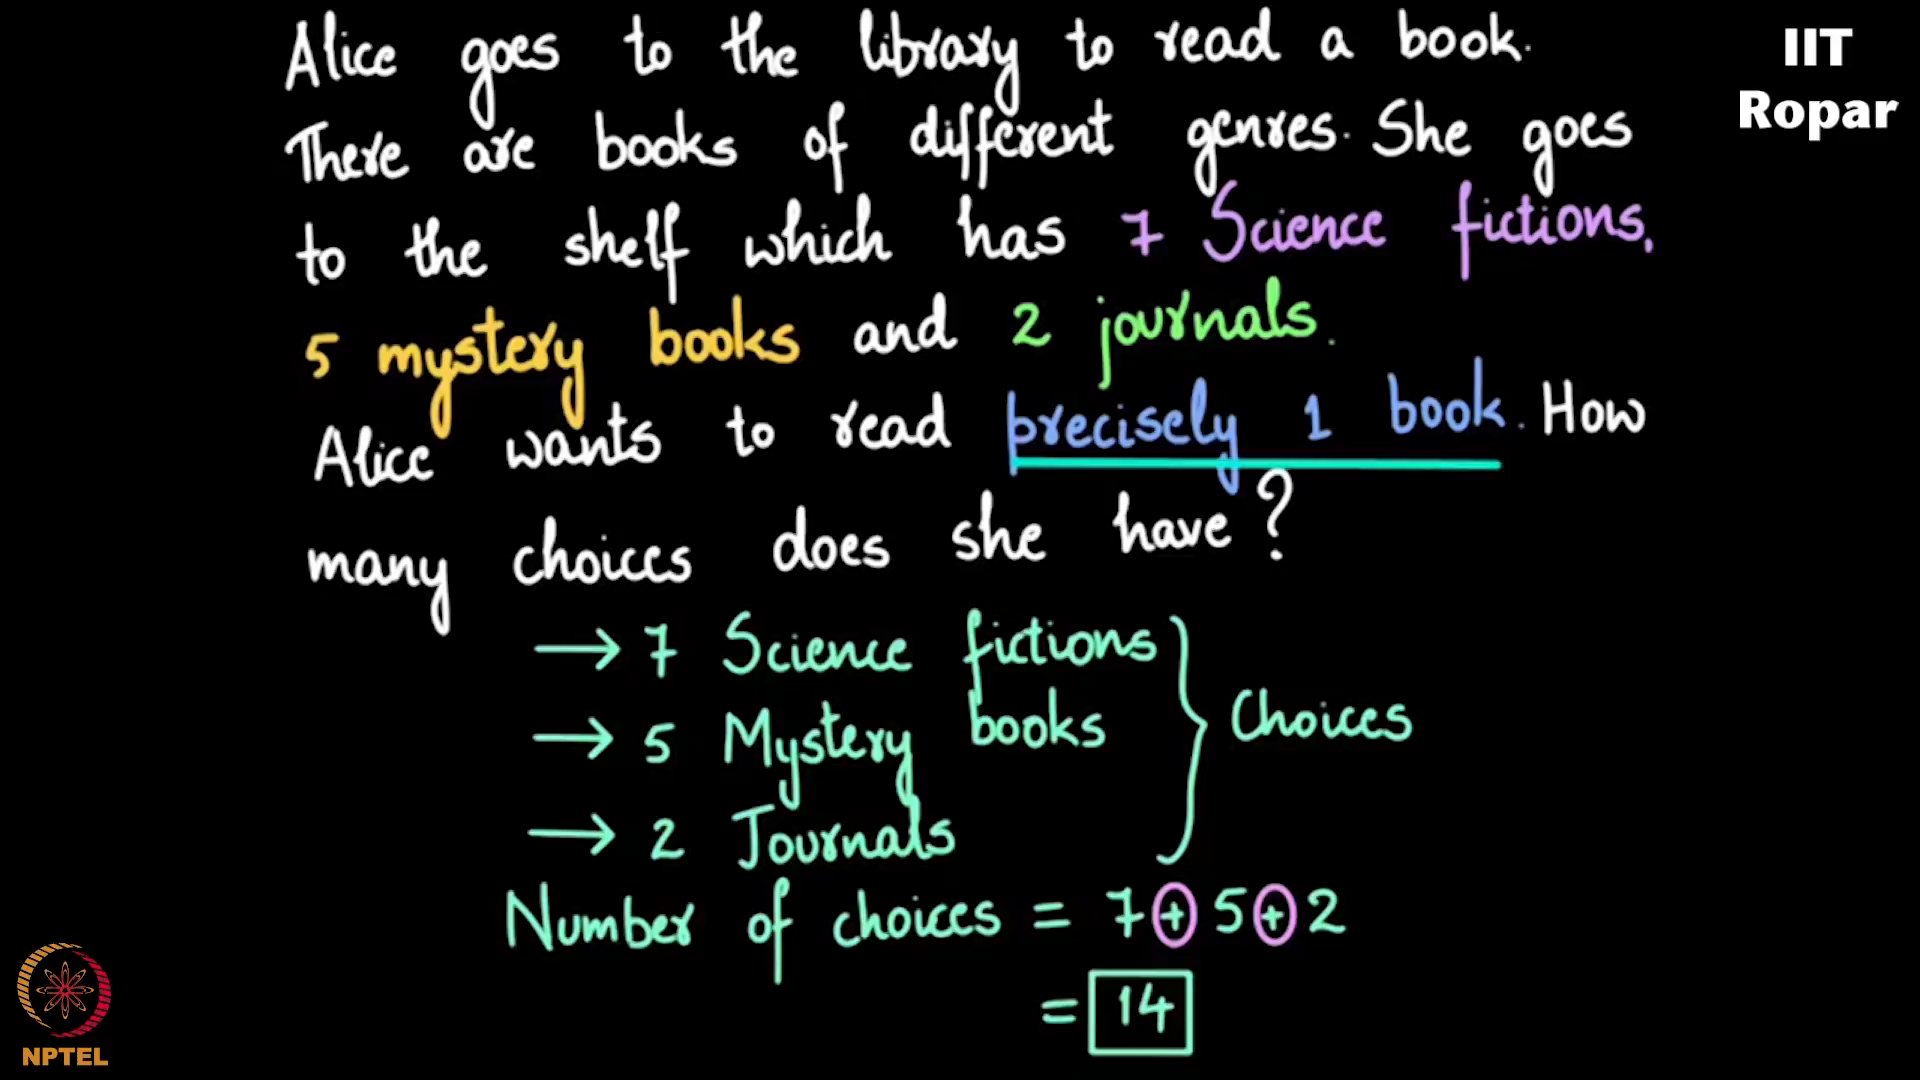 Alice goes to the library to read a book.
There are books of different genres. She goes
to the shelf which has 7 Science fictions,
5 mystery books and 2 journals.
Alice wants to read precisely 1 book. How
many choices does she have?
→ 7 Science fictions
→ 5 Mystery books
→ 2 Journals
Choices
Number of choices = 7 + 5 + 2
= 14
IIT
Ropar
NPTEL